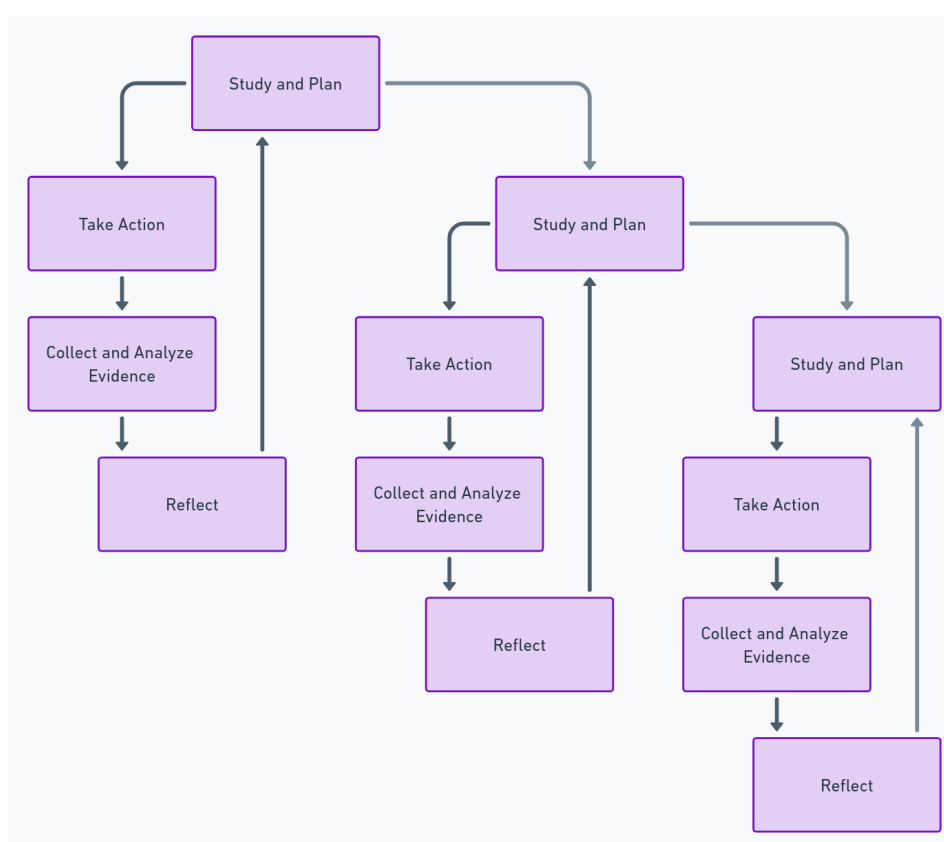 Study and Plan
Take Action
Collect and Analyze
Evidence
Reflect
Study and Plan
Take Action
Collect and Analyze
Evidence
Reflect
Study and Plan
Take Action
Collect and Analyze
Evidence
Reflect